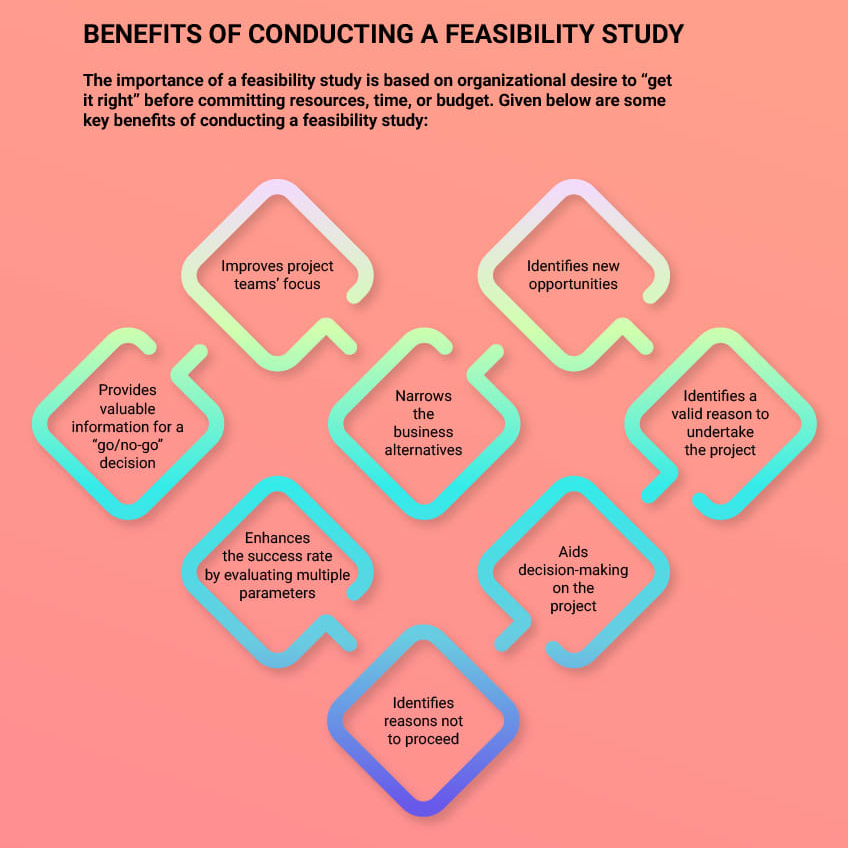 BENEFITS OF CONDUCTING A FEASIBILITY STUDY
The importance of a feasibility study is based on organizational desire to “get
it right” before committing resources, time, or budget. Given below are some
key benefits of conducting a feasibility study:
Improves project
teams’ focus
Identifies new
opportunities
Provides
valuable
information for a
“go/no-go”
decision
Narrows
the
business
alternatives
Identifies a
valid reason to
undertake
the project
Enhances
the success rate
by evaluating multiple
parameters
Aids
decision-making
on the
project
Identifies
reasons not
to proceed